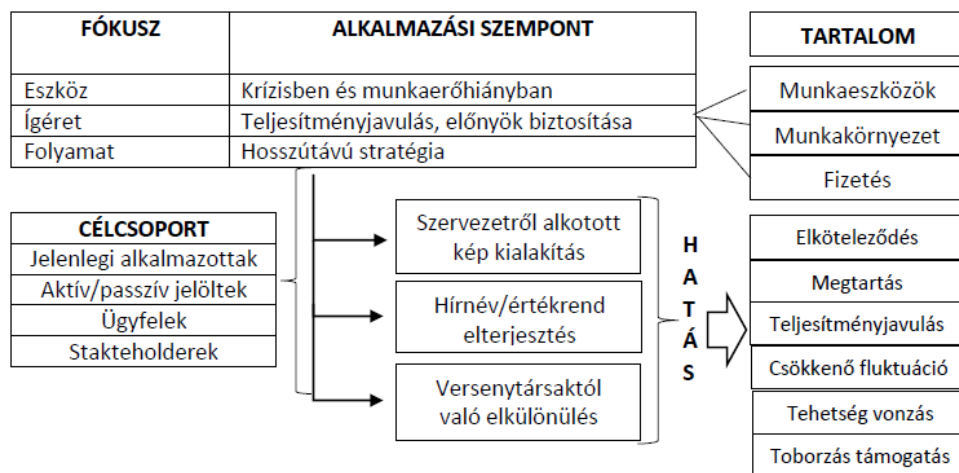 FÓKUSZ
ALKALMAZÁSI SZEMPONT
Eszköz
Krízisben és munkaerőhiányban
Ígéret
Teljesítményjavulás, előnyök biztosítása
Folyamat
Hosszútávú stratégia
TARTALOM
Munkaeszközök
Munkakörnyezet
Fizetés
CÉLCSOPORT
Jelenlegi alkalmazottak
Aktív/passzív jelöltek
Ügyfelek
Stakteholderek
Szervezetről alkotott
kép kialakítás
Hírnév/értékrend
elterjesztés
Versenytársaktól
való elkülönülés
HATÁS
Elköteleződés
Megtartás
Teljesítményjavulás
Csökkenő fluktuáció
Tehetség vonzás
Toborzás támogatás